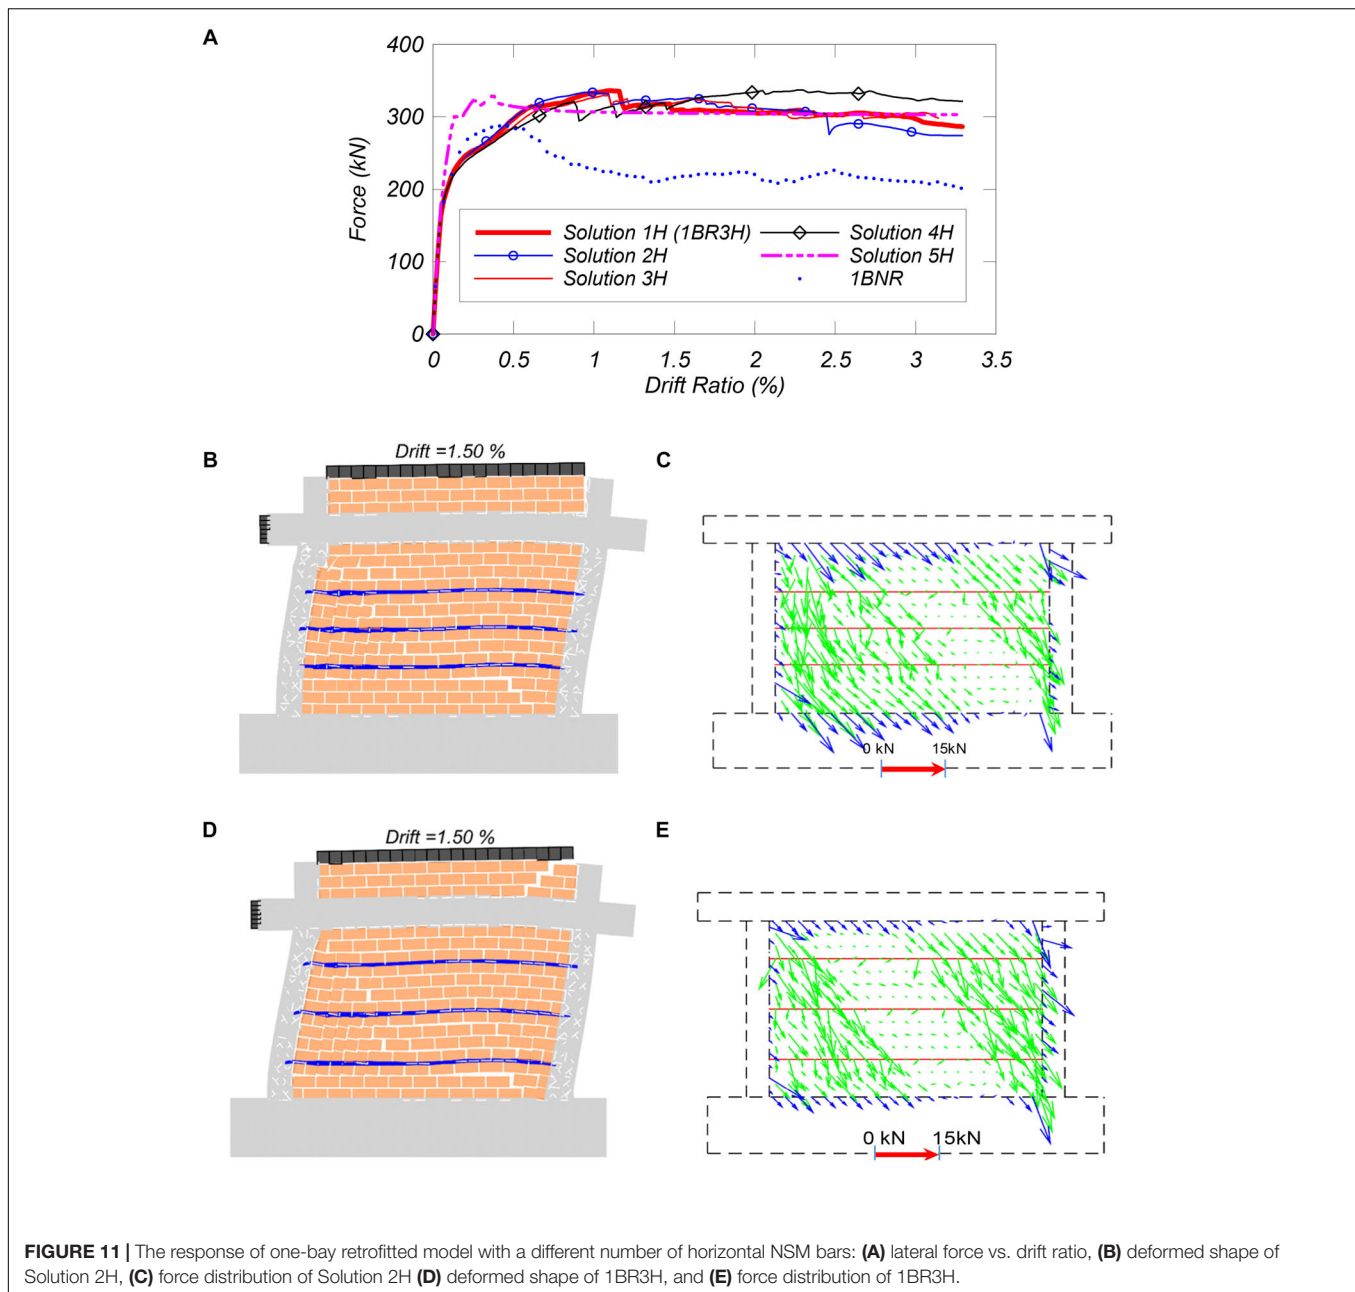 A
400
300
200
100
0
Force (kN)
0 0.5 1 1.5 2 2.5 3 3.5
Drift Ratio (%)
Solution 1H (1BR3H)
Solution 2H
Solution 3H
Solution 4H
Solution 5H
1BNR
B
Drift =1.50 %
C
0 kN 15kN
D
Drift =1.50 %
E
0 kN 15kN
FIGURE 11 | The response of one-bay retrofitted model with a different number of horizontal NSM bars: (A) lateral force vs. drift ratio, (B) deformed shape of
Solution 2H, (C) force distribution of Solution 2H (D) deformed shape of 1BR3H, and (E) force distribution of 1BR3H.